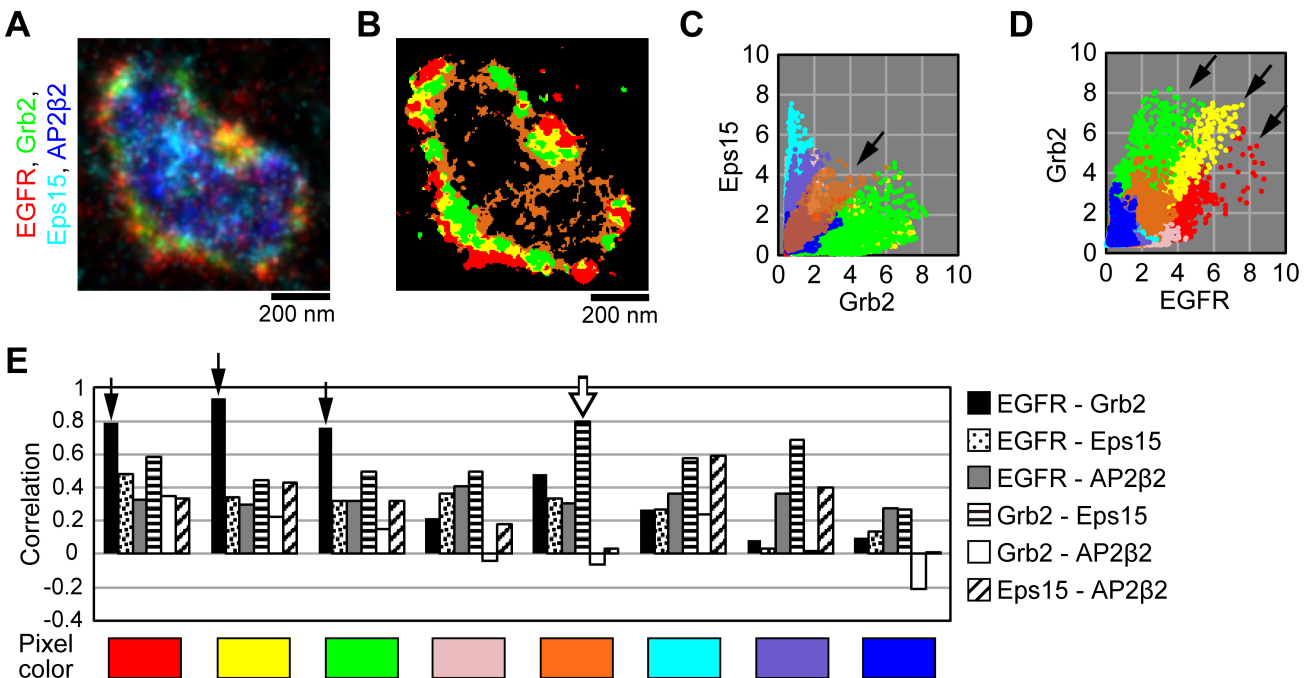 A
B
C
D
EGFR, Grb2,
Eps15, AP2β2
200 nm
200 nm
Eps15
10
8
6
4
2
0
0 2 4 6 8 10
Grb2
Grb2
10
8
6
4
2
0
0 2 4 6 8 10
EGFR
E
Correlation
1
0.8
0.6
0.4
0.2
0
-0.2
-0.4
EGFR - Grb2
EGFR - Eps15
EGFR - AP2β2
Grb2 - Eps15
Grb2 - AP2β2
Eps15 - AP2β2
Pixel
color